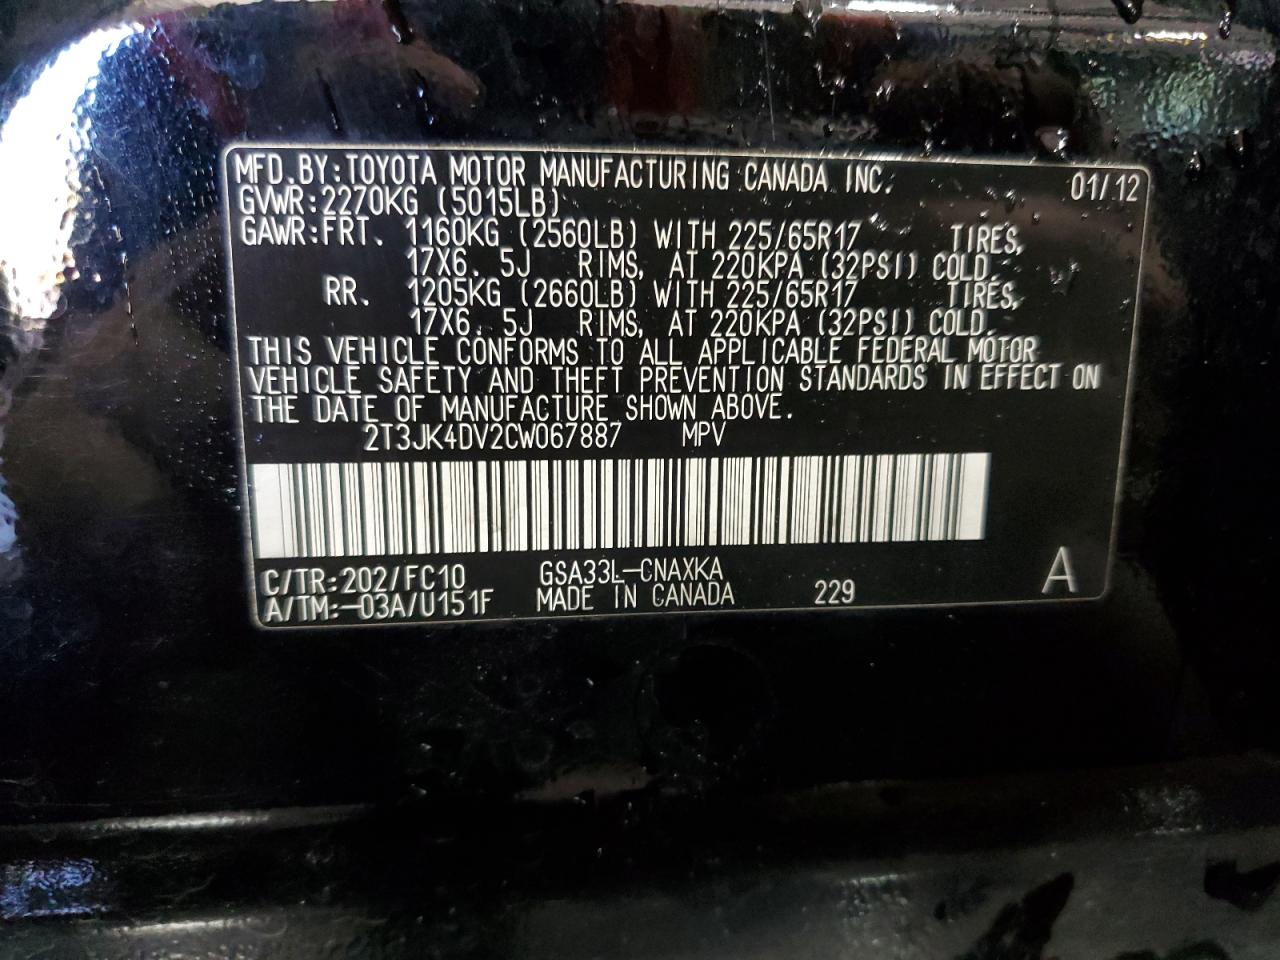 MFD.BY:TOYOTA MOTOR MANUFACTURING CANADA INC. 01/12
GVWR:2270KG (5015LB)
GAWR:FRT. 1160KG (2560LB) WITH 225/65R17 TIRES,
17X6.5J RIMS, AT 220KPA (32PSI) COLD.
RR. 1205KG (2660LB) WITH 225/65R17 TIRES,
17X6.5J RIMS, AT 220KPA (32PSI) COLD.
THIS VEHICLE CONFORMS TO ALL APPLICABLE FEDERAL MOTOR
VEHICLE SAFETY AND THEFT PREVENTION STANDARDS IN EFFECT ON
THE DATE OF MANUFACTURE SHOWN ABOVE.
2T3JK4DV2CW067887 MPV
C/TR:202/FC10 GSA33L-CNAXKA
A/TM:-03A/U151F MADE IN CANADA 229 A